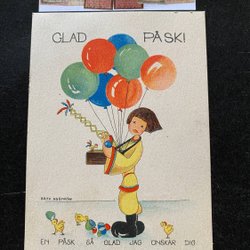 GLAD PÅSK!
EN PÅSK SÅ GLAD JAG ÖNSKAR DIG